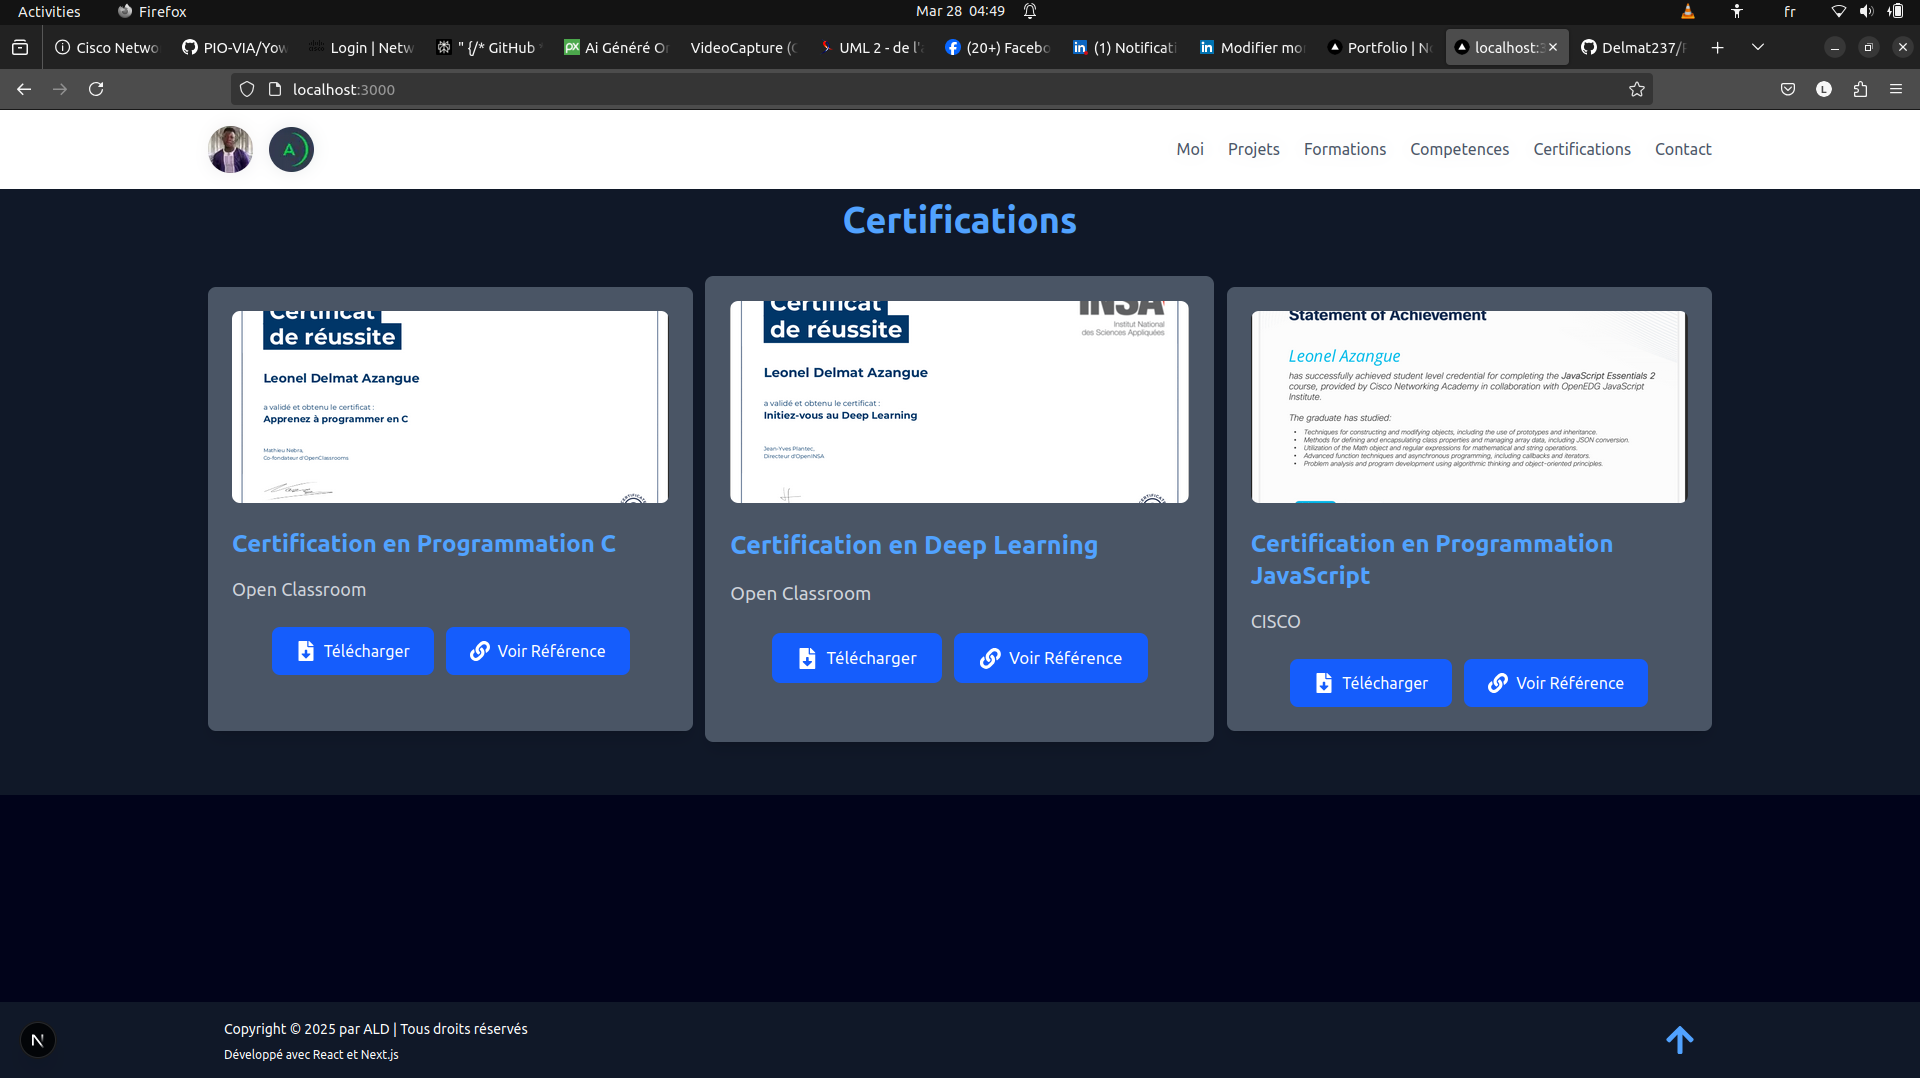 Activities
Firefox
Mar 28 04:49
fr
Cisco Netwo
PIO-VIA/Yow
Login | Netw
" {/* GitHub
Ai Généré Or
VideoCapture (
UML 2 - de l'
(20+) Facebo
(1) Notificati
Modifier mo
Portfolio | N
localhost:3
Delmat237/
localhost:3000
L
A
Moi
Projets
Formations
Competences
Certifications
Contact
Certifications
Certificat
de réussite
Leonel Delmat Azangue
a validé et obtenu le certificat :
Apprenez à programmer en C
Mathieu Nebra,
Co-fondateur d'OpenClassrooms
Certification en Programmation C
Open Classroom
Télécharger
Voir Référence
Certificat
de réussite
INSA
Institut National
des Sciences Appliquées
Leonel Delmat Azangue
a validé et obtenu le certificat :
Initiez-vous au Deep Learning
Jean-Yves Plantec,
Directeur d'OpenINSA
Certification en Deep Learning
Open Classroom
Télécharger
Voir Référence
Statement of Achievement
Leonel Azangue
has successfully achieved student level credential for completing the JavaScript Essentials 2
course, provided by Cisco Networking Academy in collaboration with OpenEDG JavaScript
Institute.
The graduate has studied:
• Techniques for constructing and modifying objects, including the use of prototypes and inheritance.
• Methods for defining and encapsulating class properties and managing array data, including JSON conversion.
• Utilization of the Math object and regular expressions for mathematical and string operations.
• Advanced function techniques and asynchronous programming, including callbacks and iterators.
• Problem analysis and program development using algorithmic thinking and object-oriented principles.
Certification en Programmation
JavaScript
CISCO
Télécharger
Voir Référence
N
Copyright © 2025 par ALD | Tous droits réservés
Développé avec React et Next.js